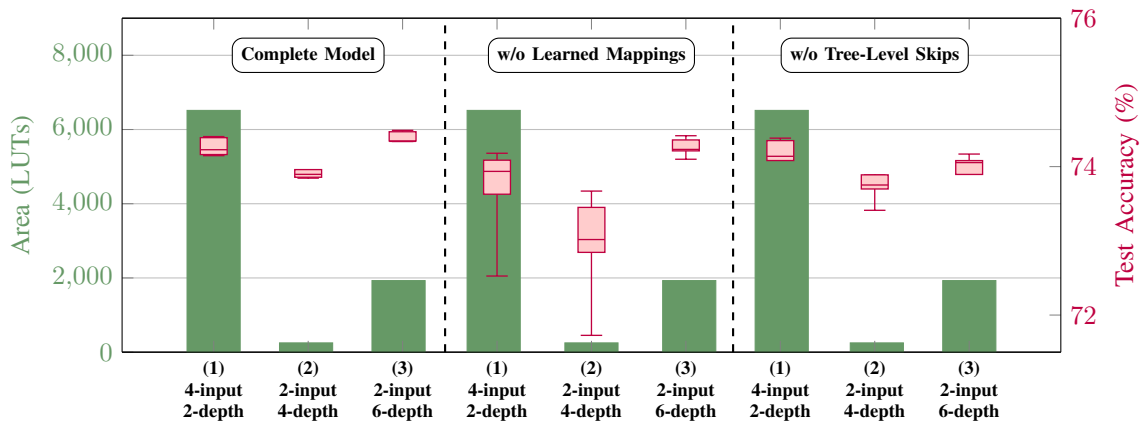 Complete Model
w/o Learned Mappings
w/o Tree-Level Skips
Area (LUTs)
8,000
6,000
4,000
2,000
0
76
74
72
Test Accuracy (%)
(1)
4-input
2-depth
(2)
2-input
4-depth
(3)
2-input
6-depth
(1)
4-input
2-depth
(2)
2-input
4-depth
(3)
2-input
6-depth
(1)
4-input
2-depth
(2)
2-input
4-depth
(3)
2-input
6-depth